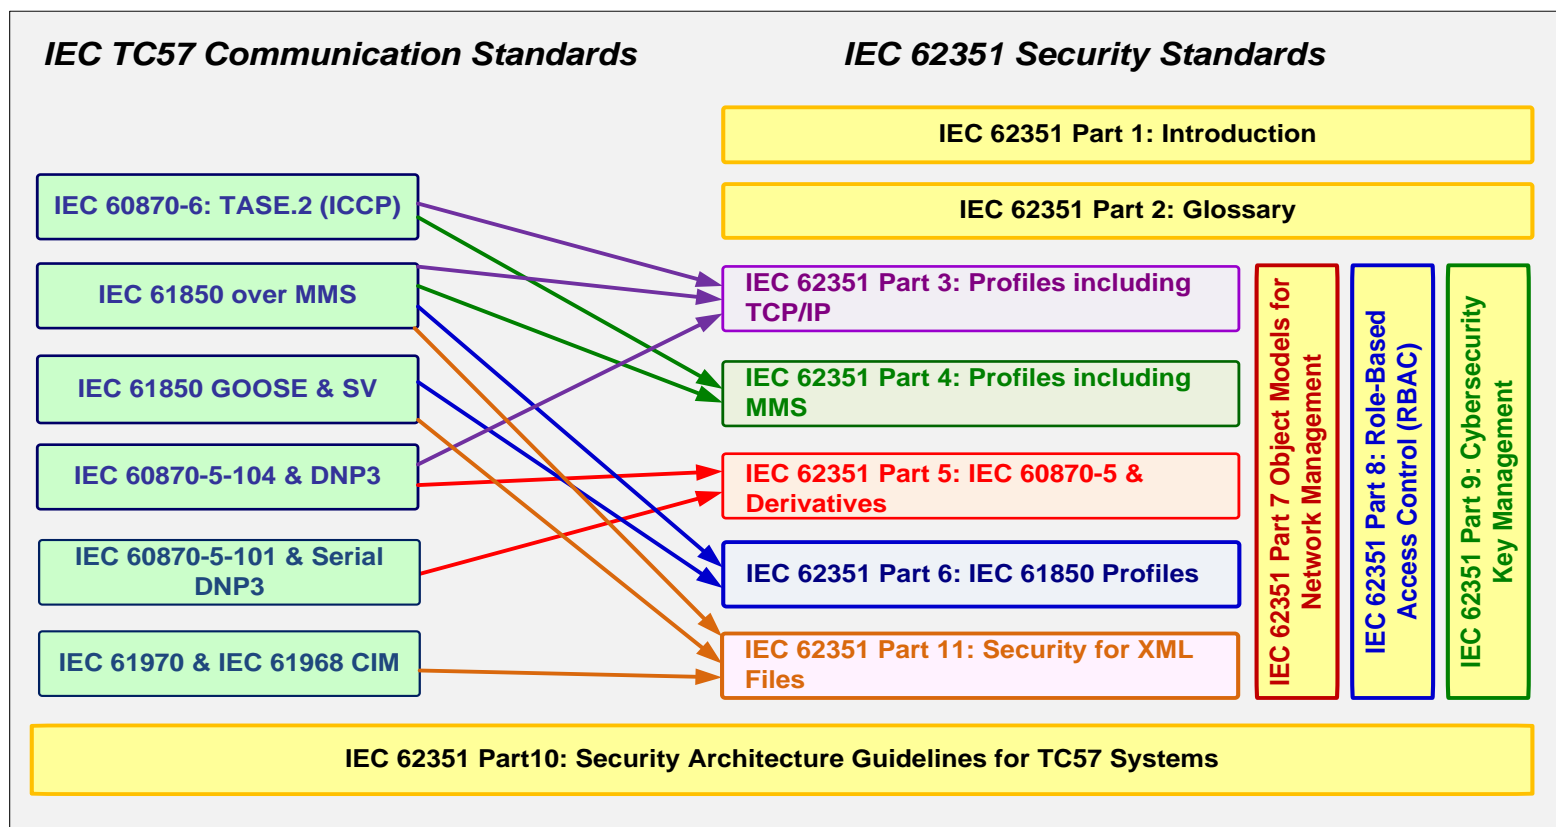 IEC TC57 Communication Standards
IEC 62351 Security Standards
IEC 62351 Part 1: Introduction
IEC 62351 Part 2: Glossary
IEC 60870-6: TASE.2 (ICCP)
IEC 61850 over MMS
IEC 61850 GOOSE & SV
IEC 60870-5-104 & DNP3
IEC 60870-5-101 & Serial
DNP3
IEC 61970 & IEC 61968 CIM
IEC 62351 Part 3: Profiles including
TCP/IP
IEC 62351 Part 4: Profiles including
MMS
IEC 62351 Part 5: IEC 60870-5 &
Derivatives
IEC 62351 Part 6: IEC 61850 Profiles
IEC 62351 Part 11: Security for XML
Files
IEC 62351 Part 7 Object Models for
Network Management
IEC 62351 Part 8: Role-Based
Access Control (RBAC)
IEC 62351 Part 9: Cybersecurity
Key Management
IEC 62351 Part10: Security Architecture Guidelines for TC57 Systems